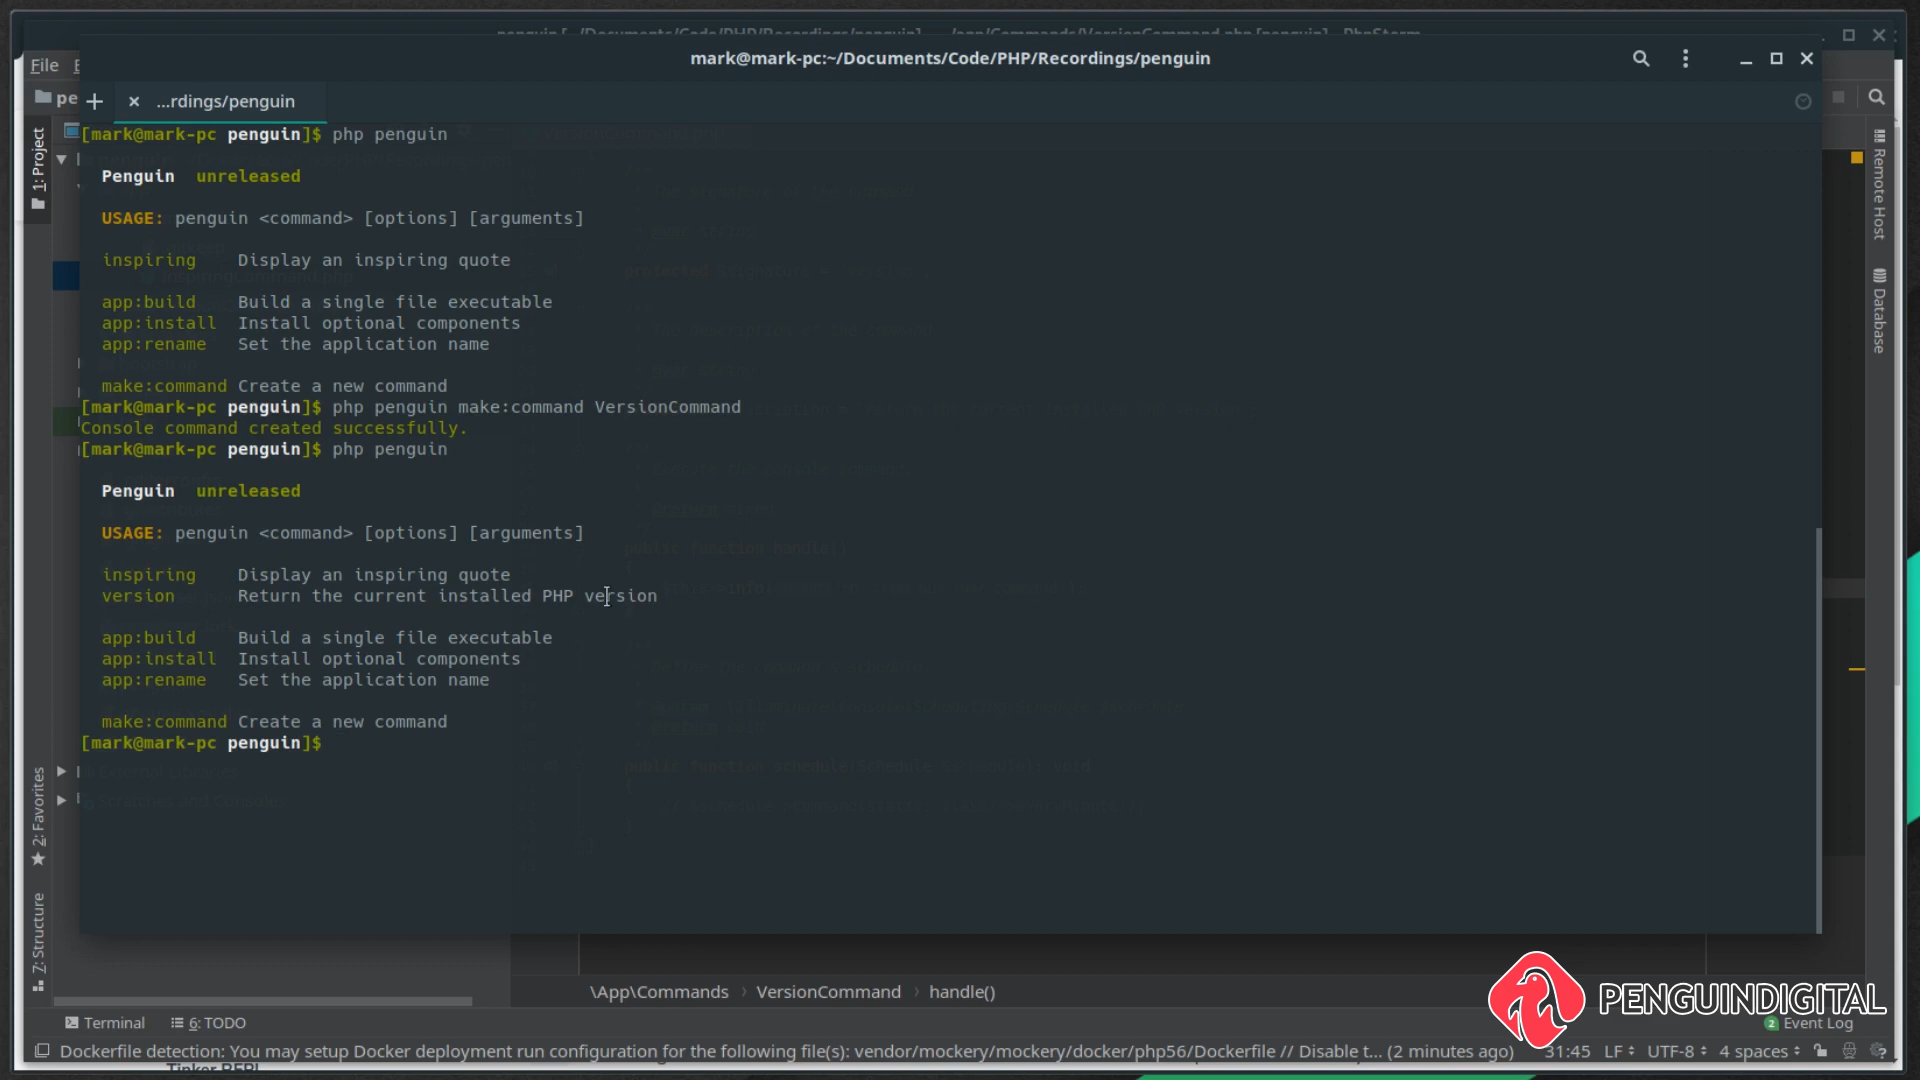 mark@mark-pc:~/Documents/Code/PHP/Recordings/penguin
File
pe
...rdings/penguin
[mark@mark-pc penguin]$ php penguin
Penguin unreleased
USAGE: penguin <command> [options] [arguments]
inspiring Display an inspiring quote
app:build Build a single file executable
app:install Install optional components
app:rename Set the application name
make:command Create a new command
[mark@mark-pc penguin]$ php penguin make:command VersionCommand
Console command created successfully.
[mark@mark-pc penguin]$ php penguin
Penguin unreleased
USAGE: penguin <command> [options] [arguments]
inspiring Display an inspiring quote
version Return the current installed PHP version
app:build Build a single file executable
app:install Install optional components
app:rename Set the application name
make:command Create a new command
[mark@mark-pc penguin]$
1: Project
2: Favorites
7: Structure
Remote Host
Database
\App\Commands › VersionCommand › handle()
PENGUINDIGITAL
Terminal
6: TODO
2 Event Log
Dockerfile detection: You may setup Docker deployment run configuration for the following file(s): vendor/mockery/mockery/docker/php56/Dockerfile // Disable t... (2 minutes ago)
31:45 LF UTF-8 4 spaces